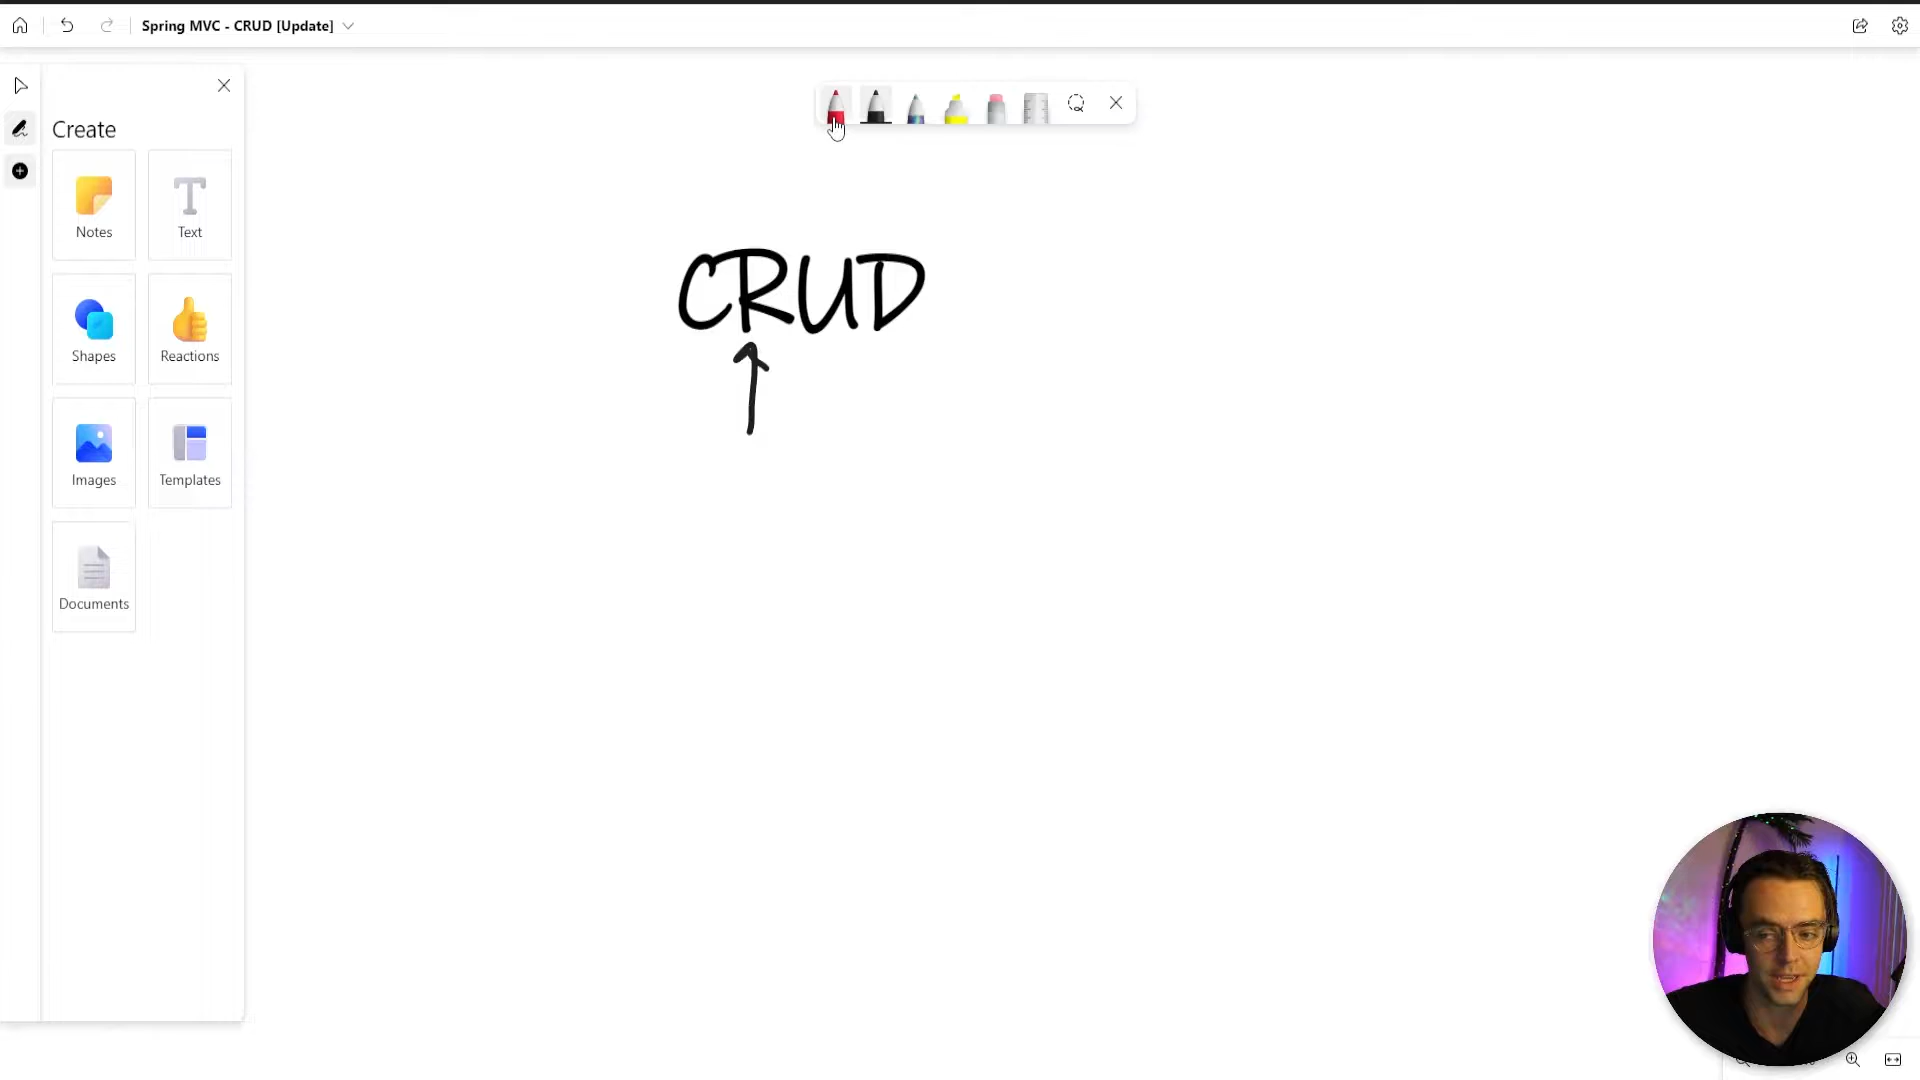 Spring MVC - CRUD [Update]
Create
Notes
Text
CRUD
Shapes
Reactions
Images
Templates
Documents